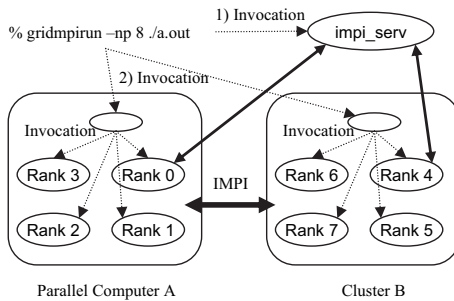 1) Invocation
impi_serv
% gridmpirun –np 8 ./a.out
2) Invocation
Invocation
Rank 3
Rank 0
Rank 2
Rank 1
IMPI
Invocation
Rank 6
Rank 4
Rank 7
Rank 5
Parallel Computer A
Cluster B